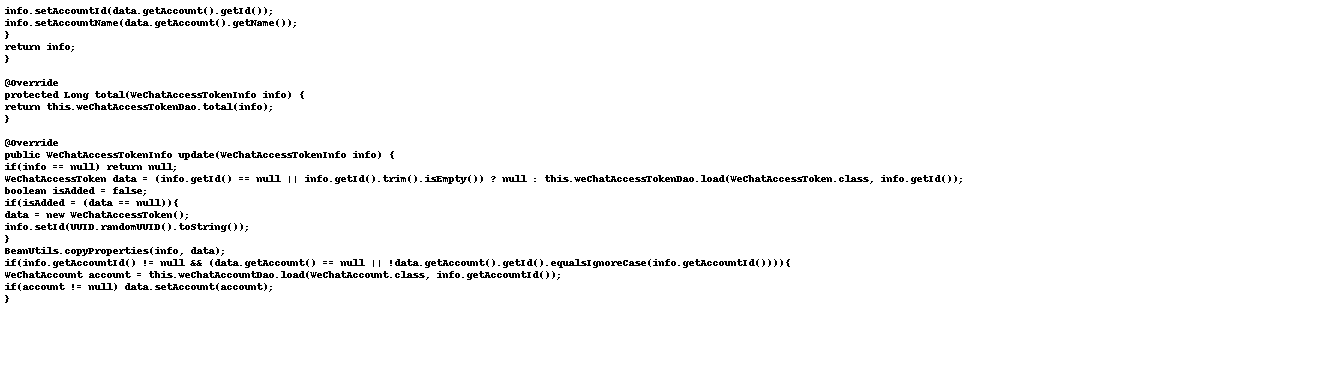 info.setAccountId(data.getAccount().getId());
info.setAccountName(data.getAccount().getName());
}
return info;
}
@Override
protected Long total(WeChatAccessTokenInfo info) {
return this.weChatAccessTokenDao.total(info);
}
@Override
public WeChatAccessTokenInfo update(WeChatAccessTokenInfo info) {
if(info == null) return null;
WeChatAccessToken data = (info.getId() == null || info.getId().trim().isEmpty()) ? null : this.weChatAccessTokenDao.load(WeChatAccessToken.class, info.getId());
boolean isAdded = false;
if(isAdded = (data == null)){
data = new WeChatAccessToken();
info.setId(UUID.randomUUID().toString());
}
BeanUtils.copyProperties(info, data);
if(info.getAccountId() != null && (data.getAccount() == null || !data.getAccount().getId().equalsIgnoreCase(info.getAccountId()))){
WeChatAccount account = this.weChatAccountDao.load(WeChatAccount.class, info.getAccountId());
if(account != null) data.setAccount(account);
}